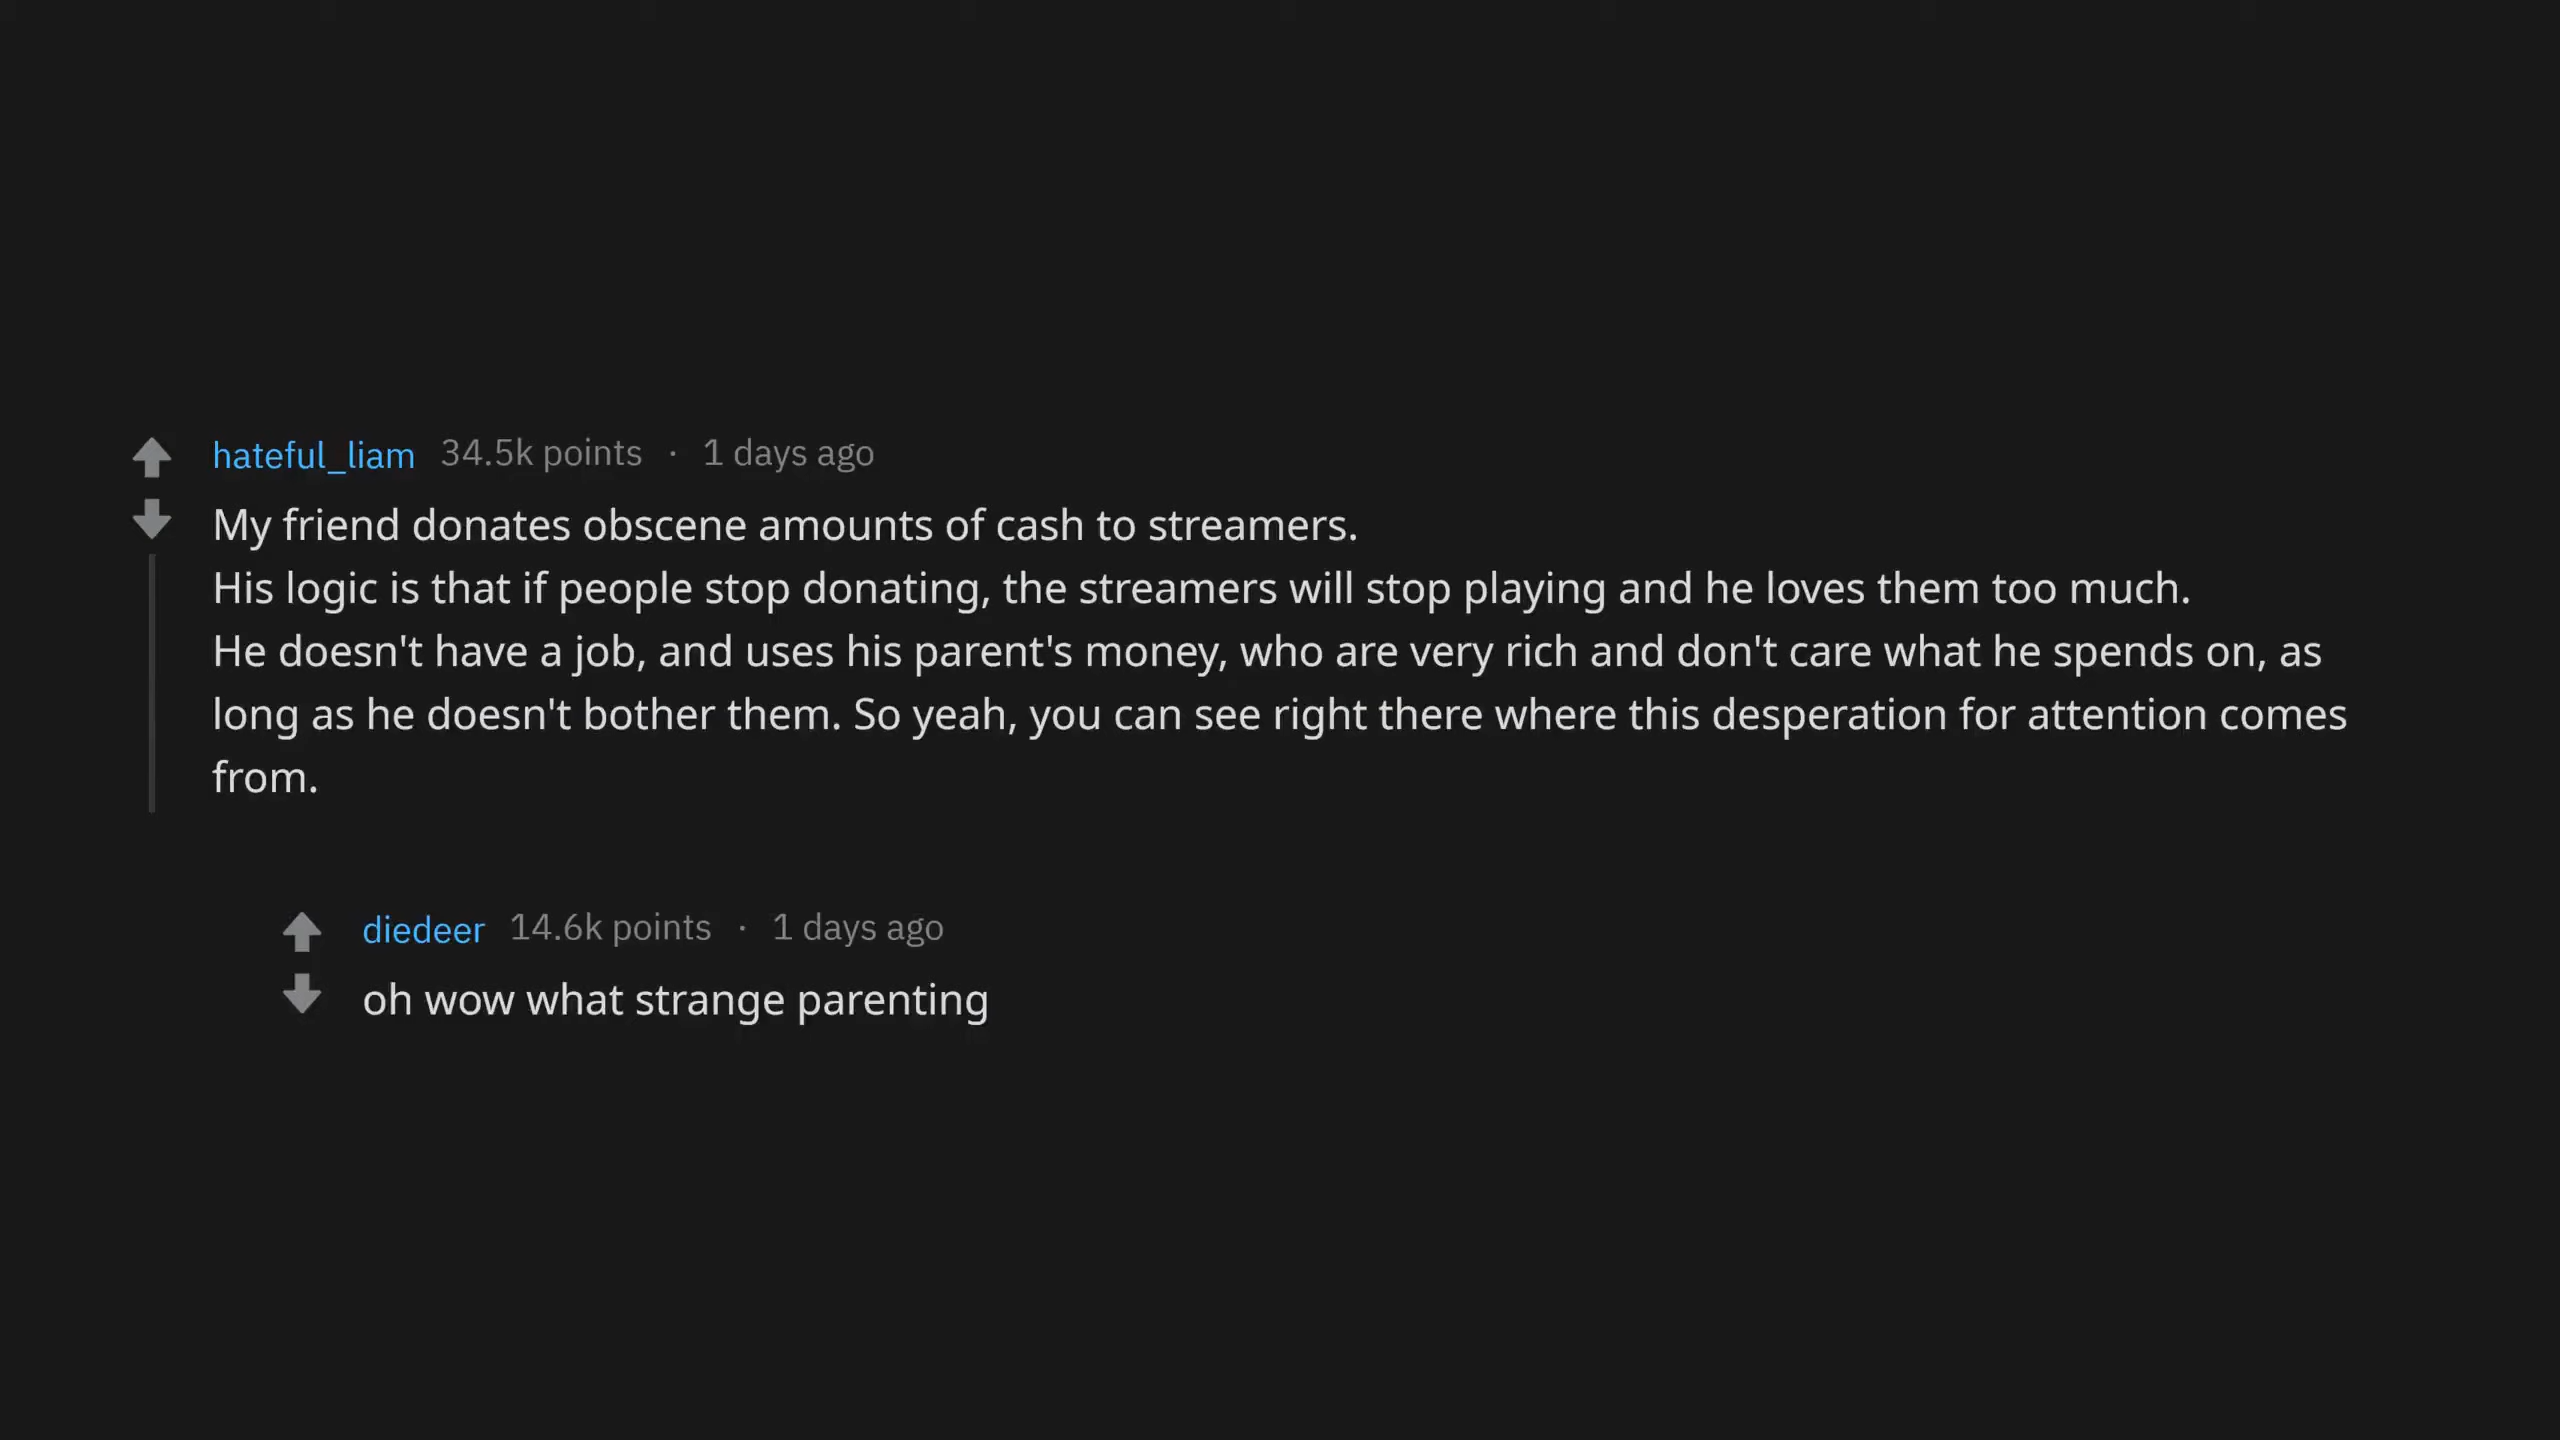 hateful_liam 34.5k points · 1 days ago
My friend donates obscene amounts of cash to streamers.
His logic is that if people stop donating, the streamers will stop playing and he loves them too much.
He doesn't have a job, and uses his parent's money, who are very rich and don't care what he spends on, as
long as he doesn't bother them. So yeah, you can see right there where this desperation for attention comes
from.
diedeer 14.6k points · 1 days ago
oh wow what strange parenting